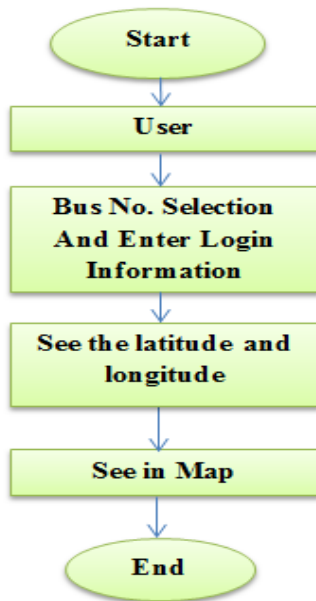 Start
User
Bus No. Selection
And Enter Login
Information
See the latitude and
longitude
See in Map
End